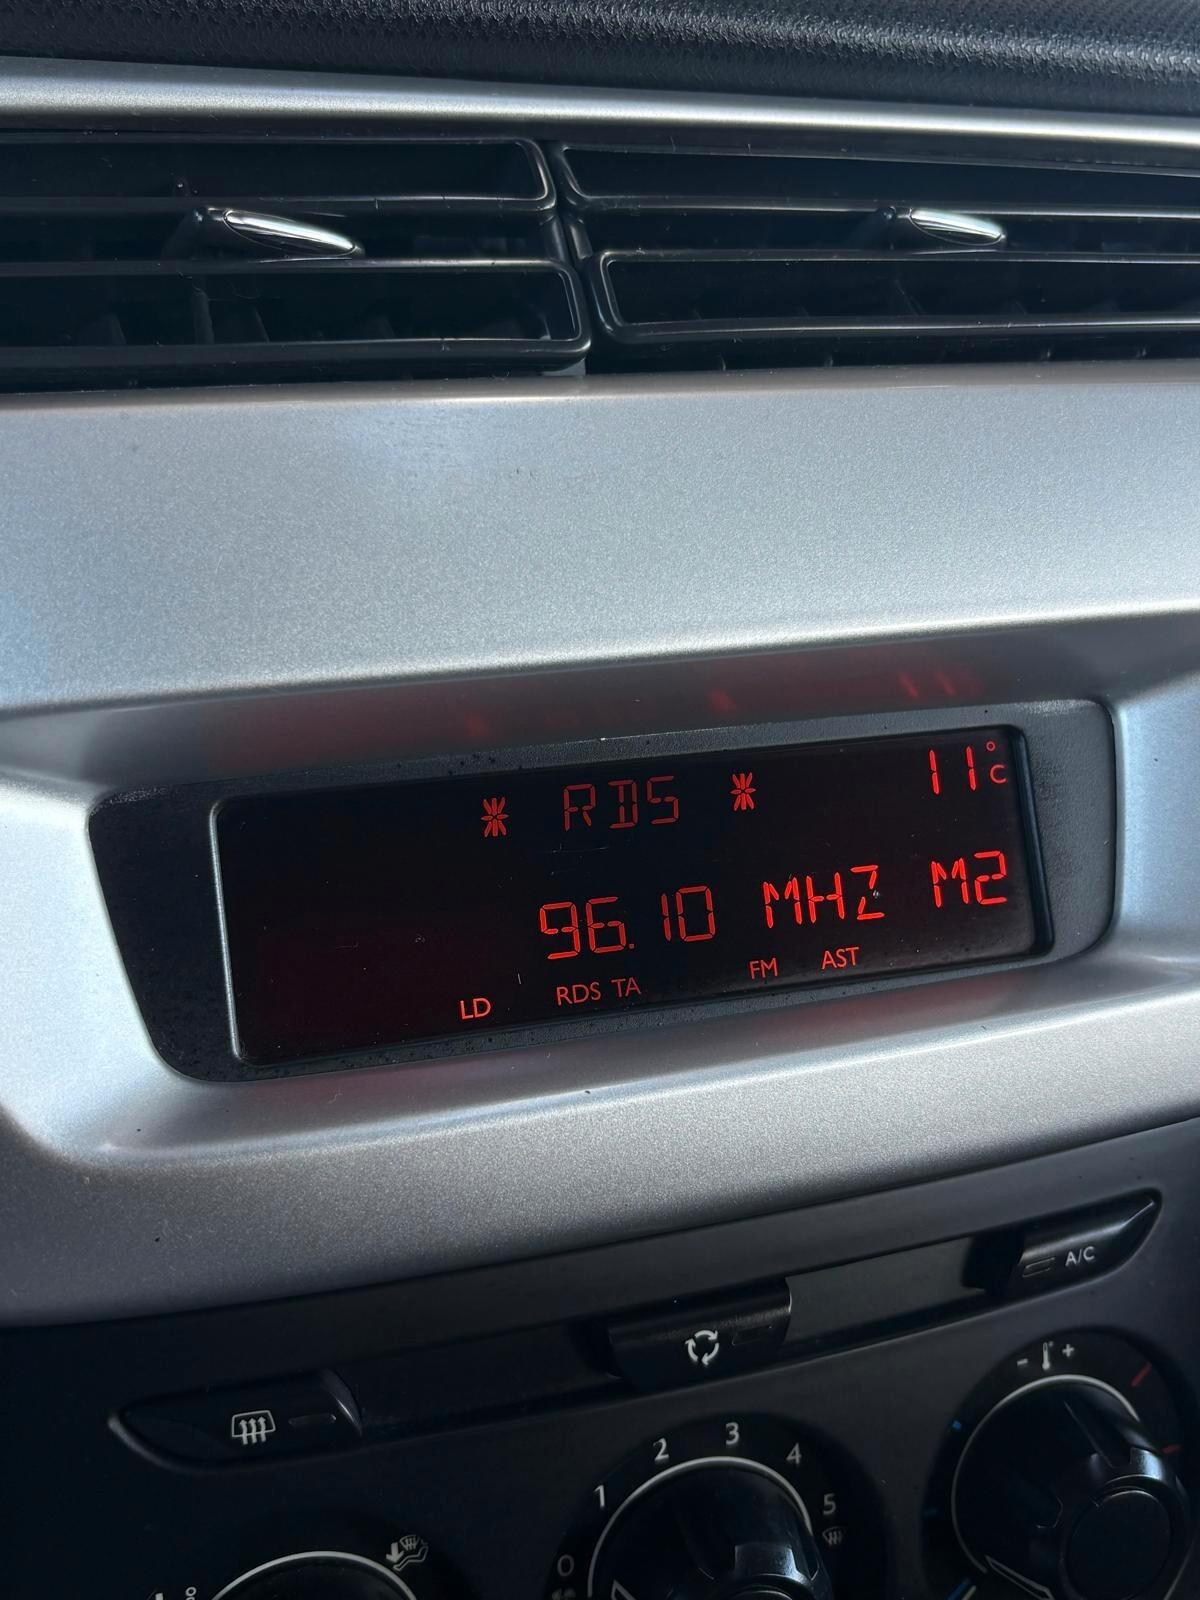 * RDS * 11°C
96.10 MHZ M2
LD RDS TA FM AST
A/C
- +
1 2 3 4 5
0